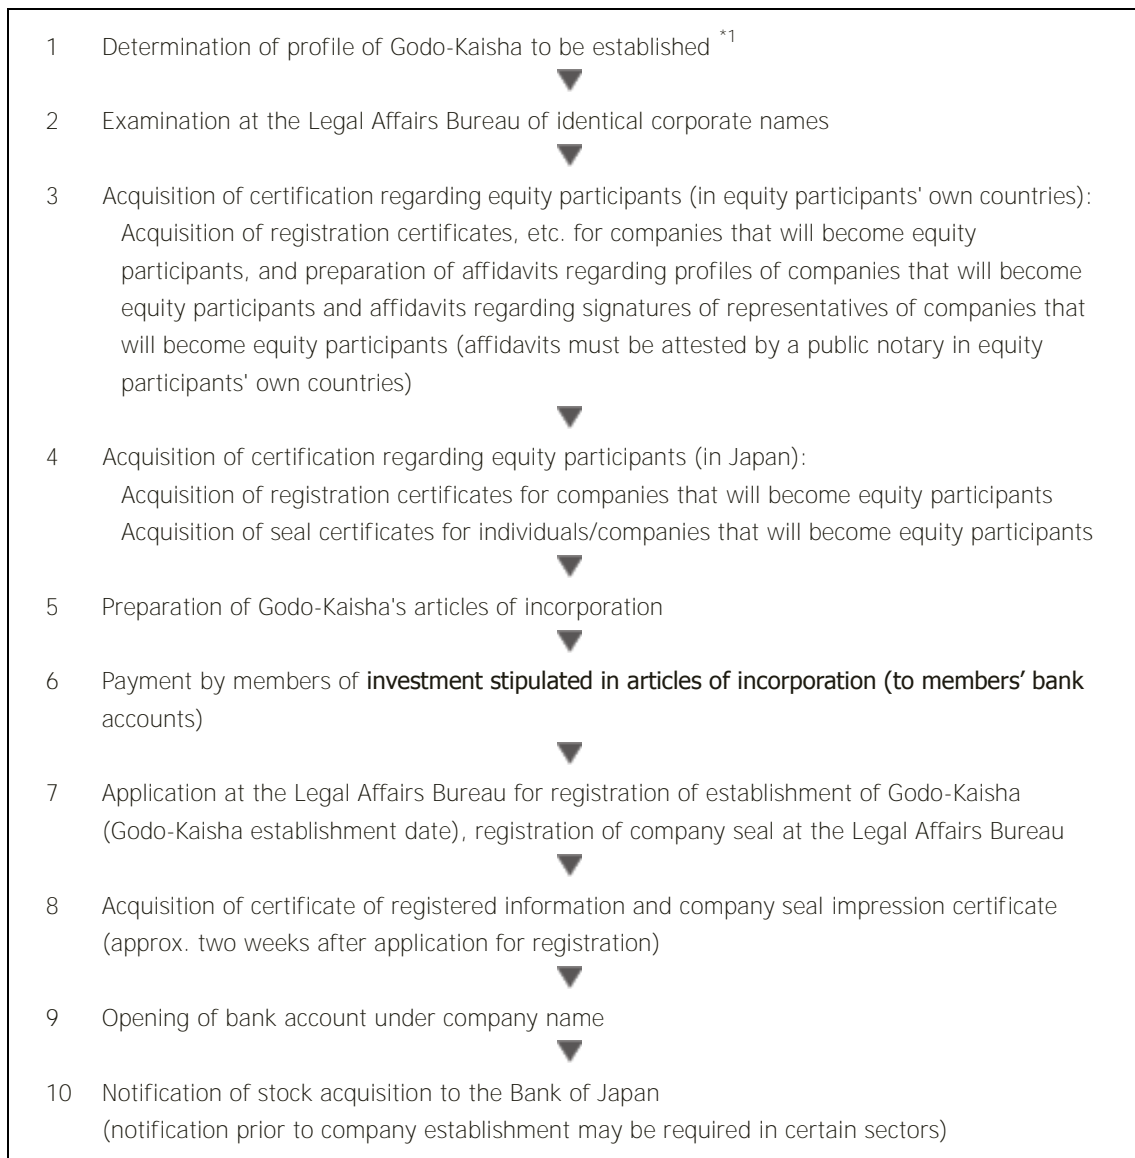 1 Determination of profile of Godo-Kaisha to be established *1
2 Examination at the Legal Affairs Bureau of identical corporate names
3 Acquisition of certification regarding equity participants (in equity participants' own countries):
Acquisition of registration certificates, etc. for companies that will become equity
participants, and preparation of affidavits regarding profiles of companies that will become
equity participants and affidavits regarding signatures of representatives of companies that
will become equity participants (affidavits must be attested by a public notary in equity
participants' own countries)
4 Acquisition of certification regarding equity participants (in Japan):
Acquisition of registration certificates for companies that will become equity participants
Acquisition of seal certificates for individuals/companies that will become equity participants
5 Preparation of Godo-Kaisha's articles of incorporation
6 Payment by members of investment stipulated in articles of incorporation (to members’ bank
accounts)
7 Application at the Legal Affairs Bureau for registration of establishment of Godo-Kaisha
(Godo-Kaisha establishment date), registration of company seal at the Legal Affairs Bureau
8 Acquisition of certificate of registered information and company seal impression certificate
(approx. two weeks after application for registration)
9 Opening of bank account under company name
10 Notification of stock acquisition to the Bank of Japan
(notification prior to company establishment may be required in certain sectors)